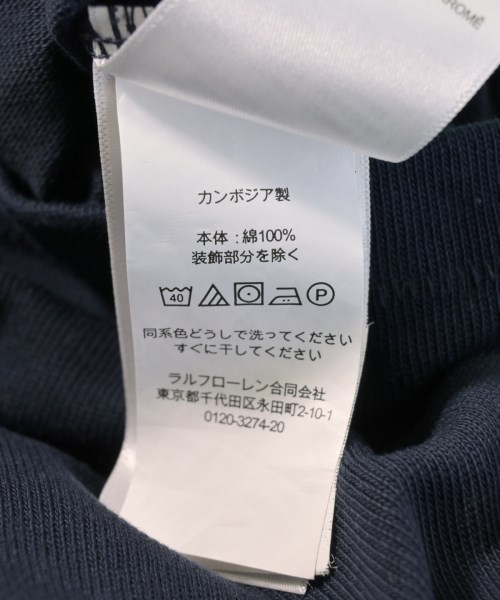 カンボジア製
本体：綿100%
装飾部分を除く
40 P
同系色どうしで洗ってください
すぐに干してください
ラルフローレン合同会社
東京都千代田区永田町2-10-1
0120-3274-20